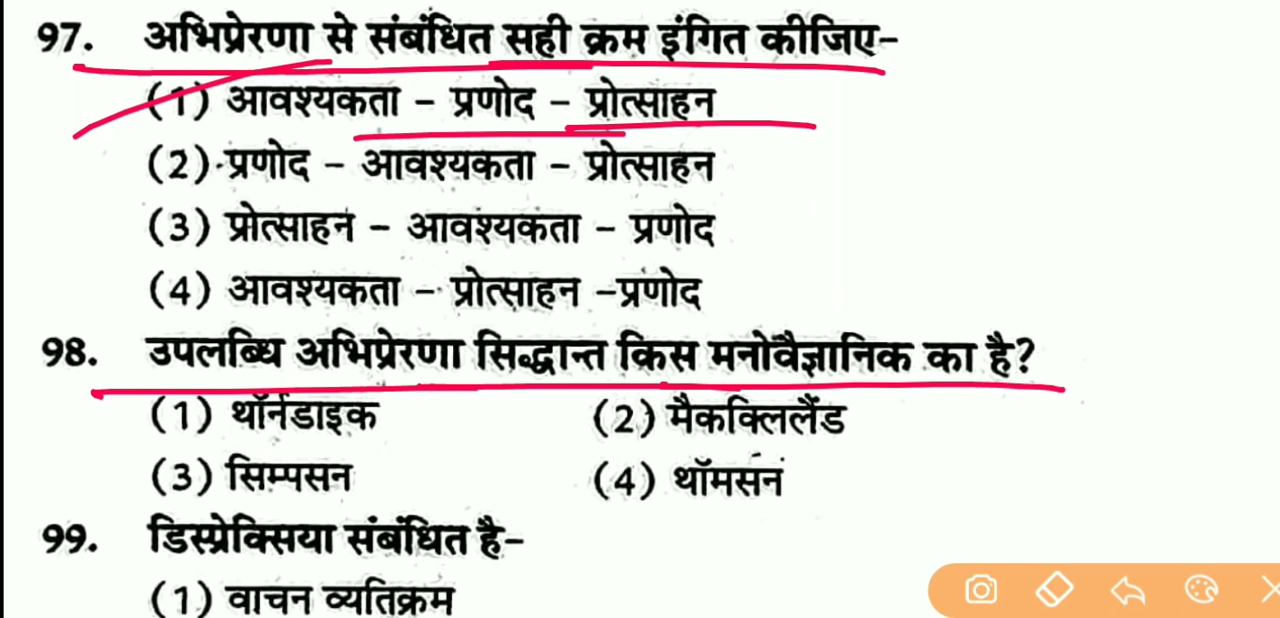 97. अभिप्रेरणा से संबंधित सही क्रम इंगित कीजिए-
(1) आवश्यकता - प्रणोद - प्रोत्साहन
(2) प्रणोद - आवश्यकता - प्रोत्साहन
(3) प्रोत्साहन - आवश्यकता - प्रणोद
(4) आवश्यकता - प्रोत्साहन -प्रणोद
98. उपलब्धि अभिप्रेरणा सिद्धान्त किस मनोवैज्ञानिक का है?
(1) थॉर्नडाइक (2) मैकक्लिलैंड
(3) सिम्पसन (4) थॉमसन
99. डिस्प्रेक्सिया संबंधित है-
(1) वाचन व्यतिक्रम